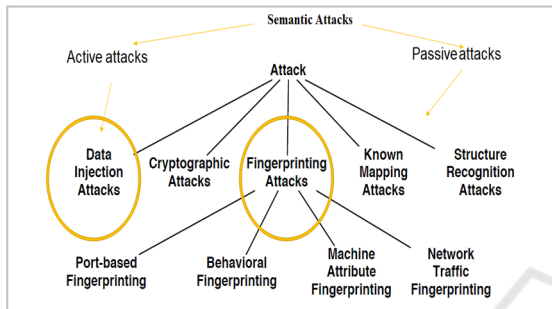 Semantic Attacks
Active attacks
Passive attacks
Attack
Data
Injection
Attacks
Cryptographic
Attacks
Fingerprinting
Attacks
Known
Mapping
Attacks
Structure
Recognition
Attacks
Port-based
Fingerprinting
Behavioral
Fingerprinting
Machine
Attribute
Fingerprinting
Network
Traffic
Fingerprinting